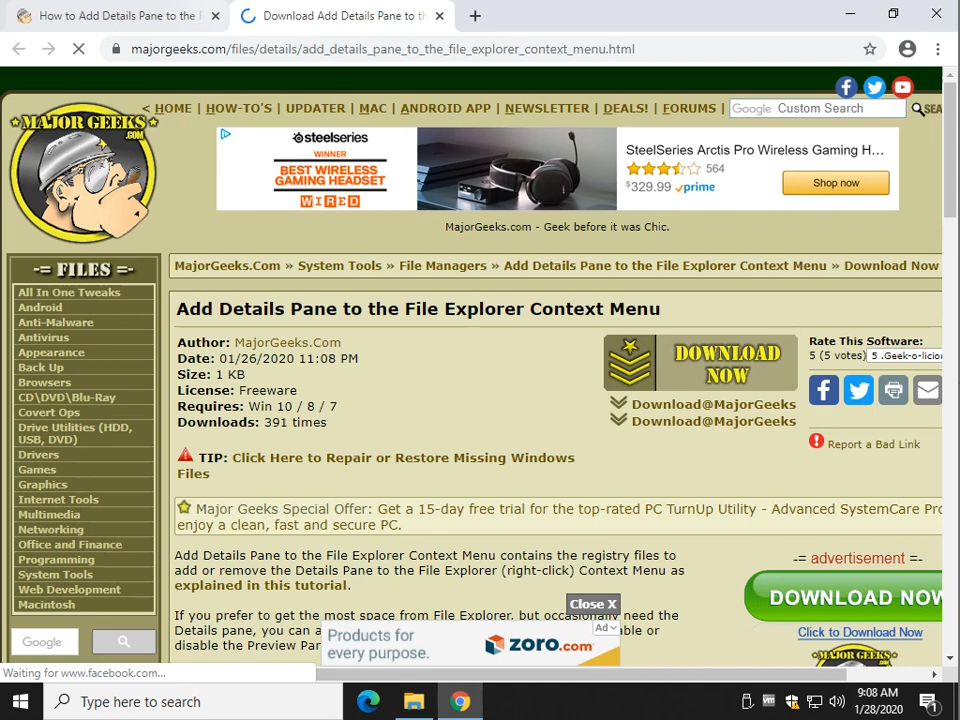 How to Add Details Pane to the F
Download Add Details Pane to th
majorgeeks.com/files/details/add_details_pane_to_the_file_explorer_context_menu.html
MAJOR GEEKS
.COM
< HOME | HOW-TO'S | UPDATER | MAC | ANDROID APP | NEWSLETTER | DEALS! | FORUMS |
Google Custom Search
SEA
steelseries
WINNER
BEST WIRELESS
GAMING HEADSET
WIRED
SteelSeries Arctis Pro Wireless Gaming H...
564
$329.99 prime
Shop now
MajorGeeks.com - Geek before it was Chic.
-= FILES =-
All In One Tweaks
Android
Anti-Malware
Antivirus
Appearance
Back Up
Browsers
CD\DVD\Blu-Ray
Covert Ops
Drive Utilities (HDD,
USB, DVD)
Drivers
Games
Graphics
Internet Tools
Multimedia
Networking
Office and Finance
Programming
System Tools
Web Development
Macintosh
Google
MajorGeeks.Com » System Tools » File Managers » Add Details Pane to the File Explorer Context Menu » Download Now
Add Details Pane to the File Explorer Context Menu
Author: MajorGeeks.Com
Date: 01/26/2020 11:08 PM
Size: 1 KB
License: Freeware
Requires: Win 10 / 8 / 7
Downloads: 391 times
DOWNLOAD
NOW
Download@MajorGeeks
Download@MajorGeeks
Rate This Software:
5 (5 votes) 5 .Geek-o-licio
Report a Bad Link
TIP: Click Here to Repair or Restore Missing Windows
Files
Major Geeks Special Offer: Get a 15-day free trial for the top-rated PC TurnUp Utility - Advanced SystemCare Pro
enjoy a clean, fast and secure PC.
Add Details Pane to the File Explorer Context Menu contains the registry files to
add or remove the Details Pane to the File Explorer (right-click) Context Menu as
explained in this tutorial.
If you prefer to get the most space from File Explorer, but occasionally need the
Details pane, you can a
able or
disable the Preview Par
-= advertisement =-
DOWNLOAD NOW
Click to Download Now
MAJOR GEEKS
Close X
Ad
Products for
every purpose.
zoro.com
Waiting for www.facebook.com...
Type here to search
vm
9:08 AM
1/28/2020
1